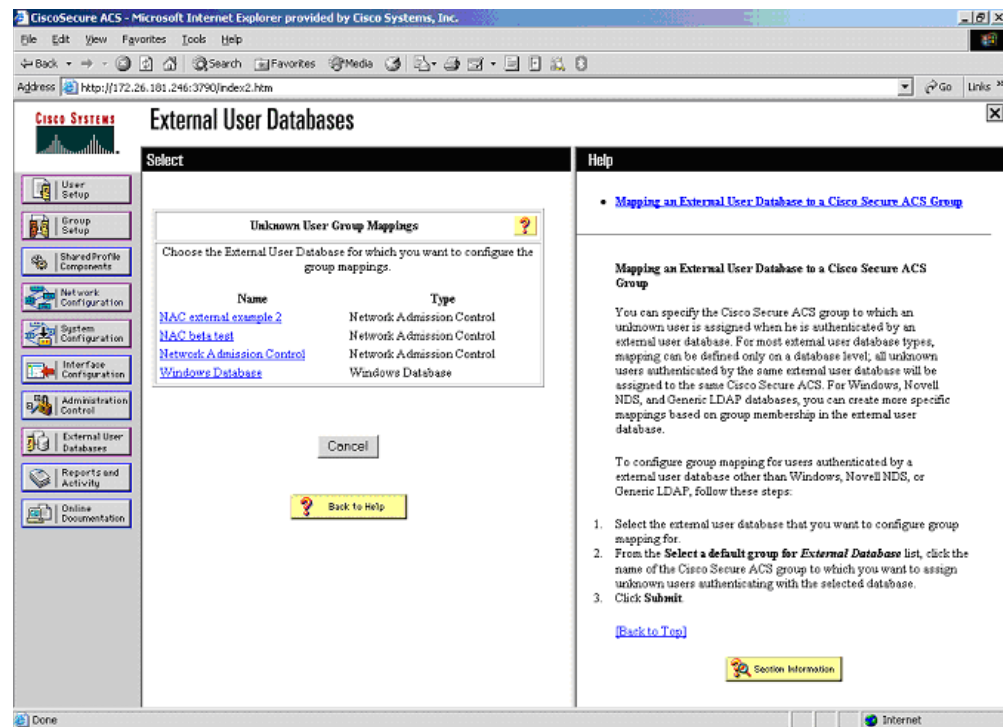 CiscoSecure ACS - Microsoft Internet Explorer provided by Cisco Systems, Inc.
File Edit View Favorites Tools Help
Back Search Favorites Media
Address http://172.26.181.246:3790/index2.htm Go Links »
CISCO SYSTEMS
External User Databases
User Setup
Group Setup
Shared Profile Components
Network Configuration
System Configuration
Interface Configuration
Administration Control
External User Databases
Reports and Activity
Online Documentation
Select
Unknown User Group Mappings ?
Choose the External User Database for which you want to configure the
group mappings.
Name Type
NAC external example 2 Network Admission Control
NAC beta test Network Admission Control
Network Admission Control Network Admission Control
Windows Database Windows Database
Cancel
? Back to Help
Help
• Mapping an External User Database to a Cisco Secure ACS Group
Mapping an External User Database to a Cisco Secure ACS
Group
You can specify the Cisco Secure ACS group to which an
unknown user is assigned when he is authenticated by an
external user database. For most external user database types,
mapping can be defined only on a database level; all unknown
users authenticated by the same external user database will be
assigned to the same Cisco Secure ACS. For Windows, Novell
NDS, and Generic LDAP databases, you can create more specific
mappings based on group membership in the external user
database.
To configure group mapping for users authenticated by a
external user database other than Windows, Novell NDS, or
Generic LDAP, follow these steps:
1. Select the external user database that you want to configure group
mapping for.
2. From the Select a default group for External Database list, click the
name of the Cisco Secure ACS group to which you want to assign
unknown users authenticating with the selected database.
3. Click Submit.
[Back to Top]
Section Information
Done Internet